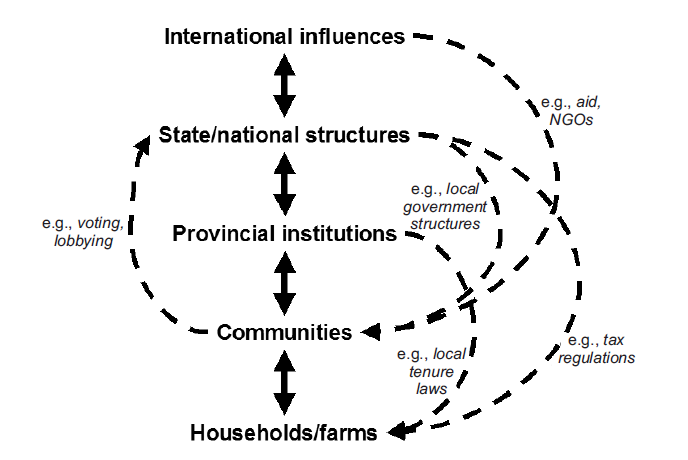 International influences
e.g., aid,
NGOs
State/national structures
e.g., local
government
structures
e.g., voting,
lobbying
Provincial institutions
Communities
e.g., local
tenure
laws
e.g., tax
regulations
Households/farms